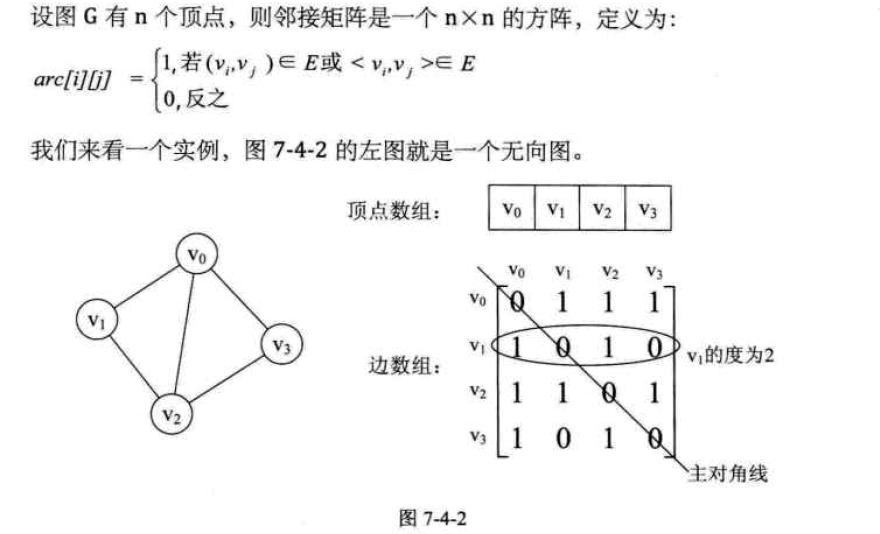 设图 G 有 n 个顶点，则邻接矩阵是一个 n×n 的方阵，定义为：
arc[i][j] = {1,若(vi,vj)∈ E或 < vi,vj >∈ E
0,反之
我们来看一个实例，图 7-4-2 的左图就是一个无向图。
顶点数组： v0 v1 v2 v3
v0
v1
v3
v2
边数组：
v0 v1 v2 v3
v0 0 1 1 1
v1 1 0 1 0 v1的度为2
v2 1 1 0 1
v3 1 0 1 0
主对角线
图 7-4-2